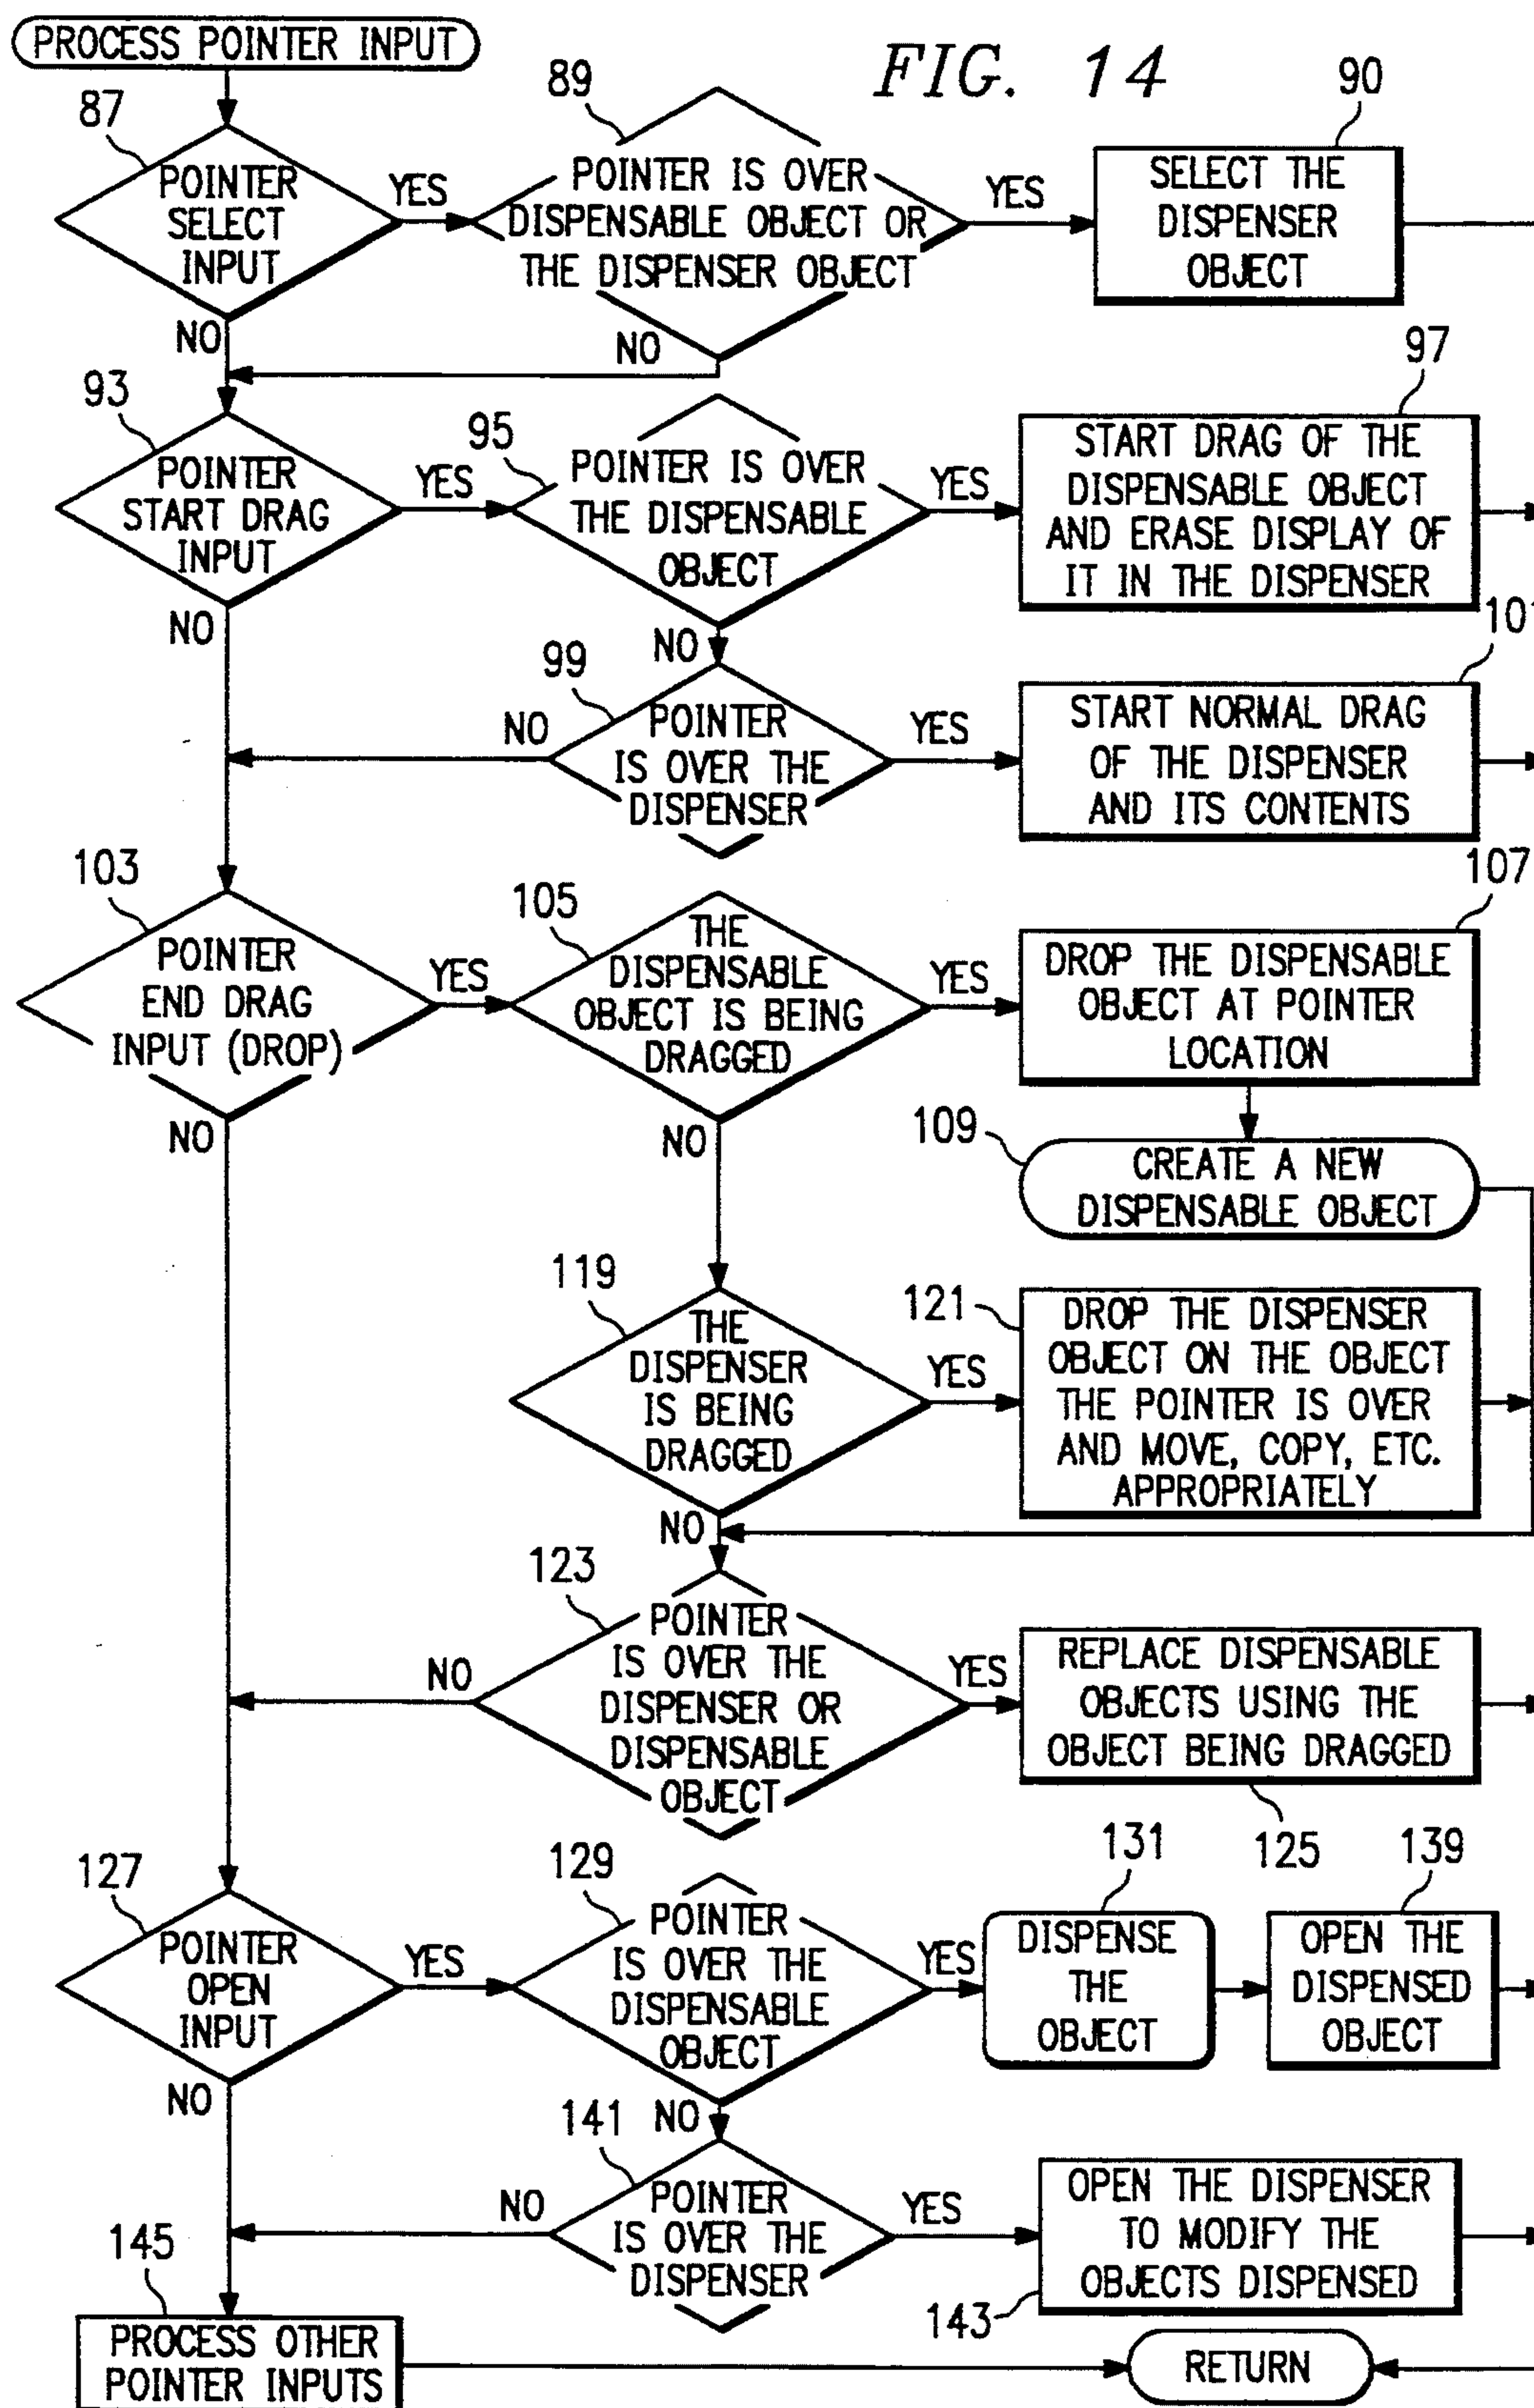 PROCESS POINTER INPUT
FIG. 14
87
POINTER
SELECT
INPUT
YES
NO
89
POINTER IS OVER
DISPENSABLE OBJECT OR
THE DISPENSER OBJECT
YES
NO
90
SELECT THE
DISPENSER
OBJECT
93
POINTER
START DRAG
INPUT
YES
NO
95
POINTER IS OVER
THE DISPENSABLE
OBJECT
YES
NO
97
START DRAG OF THE
DISPENSABLE OBJECT
AND ERASE DISPLAY OF
IT IN THE DISPENSER
99
POINTER
IS OVER THE
DISPENSER
NO
YES
101
START NORMAL DRAG
OF THE DISPENSER
AND ITS CONTENTS
103
POINTER
END DRAG
INPUT (DROP)
YES
NO
105
THE
DISPENSABLE
OBJECT IS BEING
DRAGGED
YES
NO
107
DROP THE DISPENSABLE
OBJECT AT POINTER
LOCATION
109
CREATE A NEW
DISPENSABLE OBJECT
119
THE
DISPENSER
IS BEING
DRAGGED
YES
NO
121
DROP THE DISPENSER
OBJECT ON THE OBJECT
THE POINTER IS OVER
AND MOVE, COPY, ETC.
APPROPRIATELY
123
POINTER
IS OVER THE
DISPENSER OR
DISPENSABLE
OBJECT
NO
YES
REPLACE DISPENSABLE
OBJECTS USING THE
OBJECT BEING DRAGGED
125
127
POINTER
OPEN
INPUT
YES
NO
129
POINTER
IS OVER THE
DISPENSABLE
OBJECT
YES
NO
131
DISPENSE
THE
OBJECT
139
OPEN THE
DISPENSED
OBJECT
141
POINTER
IS OVER THE
DISPENSER
NO
YES
OPEN THE DISPENSER
TO MODIFY THE
OBJECTS DISPENSED
143
145
PROCESS OTHER
POINTER INPUTS
RETURN